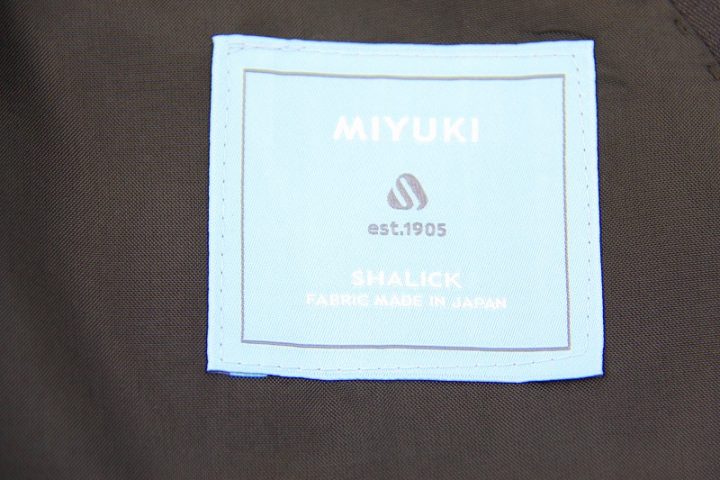 MIYUKI
est.1905
SHALICK
FABRIC MADE IN JAPAN